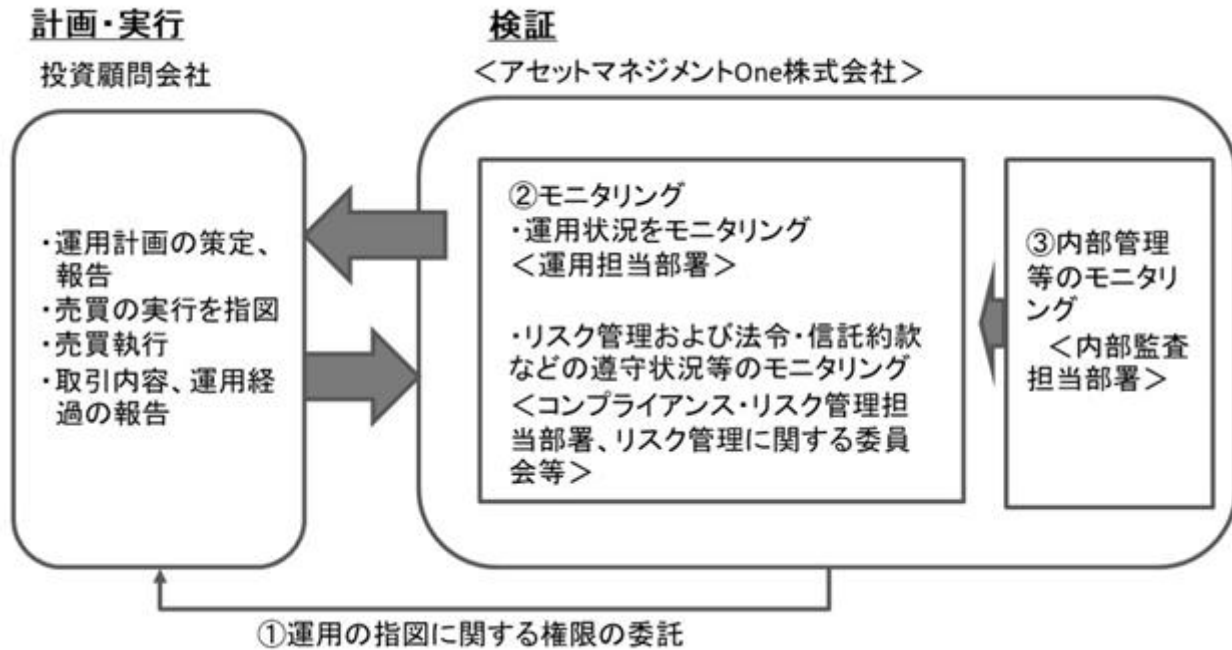 計画・実行
投資顧問会社
・運用計画の策定、
報告
・売買の実行を指図
・売買執行
・取引内容、運用経
過の報告
検証
＜アセットマネジメントOne株式会社＞
②モニタリング
・運用状況をモニタリング
＜運用担当部署＞
・リスク管理および法令・信託約款
などの遵守状況等のモニタリング
＜コンプライアンス・リスク管理担
当部署、リスク管理に関する委員
会等＞
③内部管理
等のモニタリ
ング
＜内部監査
担当部署＞
①運用の指図に関する権限の委託